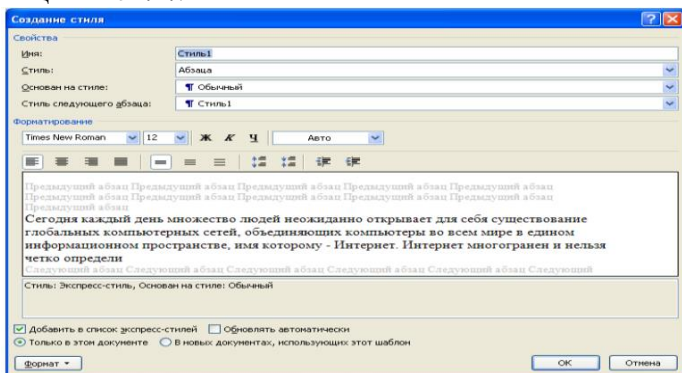 Создание стиля
Свойства
Имя: Стиль1
Стиль: Абзаца
Основан на стиле: ¶ Обычный
Стиль следующего абзаца: ¶ Стиль1
Форматирование
Times New Roman 12 Ж К Ч Авто
Предыдущий абзац Предыдущий абзац Предыдущий абзац Предыдущий абзац Предыдущий абзац
Предыдущий абзац Предыдущий абзац Предыдущий абзац Предыдущий абзац Предыдущий абзац
Предыдущий абзац
Сегодня каждый день множество людей неожиданно открывает для себя существование
глобальных компьютерных сетей, объединяющих компьютеры во всем мире в едином
информационном пространстве, имя которому - Интернет. Интернет многогранен и нельзя
четко определи
Следующий абзац Следующий абзац Следующий абзац Следующий абзац Следующий абзац Следующий
Стиль: Экспресс-стиль, Основан на стиле: Обычный
Добавить в список экспресс-стилей Обновлять автоматически
Только в этом документе В новых документах, использующих этот шаблон
Формат ОК Отмена